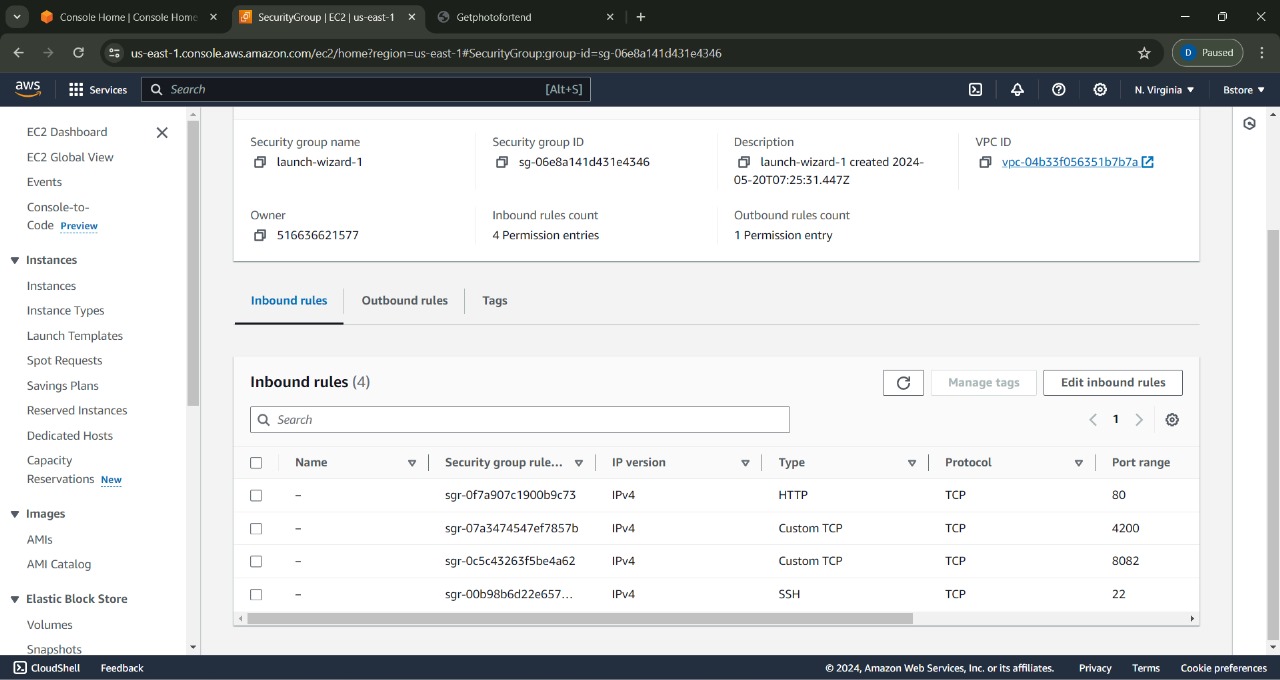 Console Home | Console Home
SecurityGroup | EC2 | us-east-1
Getphotofortend
us-east-1.console.aws.amazon.com/ec2/home?region=us-east-1#SecurityGroup:group-id=sg-06e8a141d431e4346
D Paused
aws Services Search [Alt+S] N. Virginia Bstore
EC2 Dashboard
EC2 Global View
Events
Console-to-
Code Preview
Instances
Instances
Instance Types
Launch Templates
Spot Requests
Savings Plans
Reserved Instances
Dedicated Hosts
Capacity
Reservations New
Images
AMIs
AMI Catalog
Elastic Block Store
Volumes
Snapshots
Security group name
launch-wizard-1
Security group ID
sg-06e8a141d431e4346
Description
launch-wizard-1 created 2024-
05-20T07:25:31.447Z
VPC ID
vpc-04b33f056351b7b7a
Owner
516636621577
Inbound rules count
4 Permission entries
Outbound rules count
1 Permission entry
Inbound rules Outbound rules Tags
Inbound rules (4) Manage tags Edit inbound rules
Search 1
Name Security group rule... IP version Type Protocol Port range
– sgr-0f7a907c1900b9c73 IPv4 HTTP TCP 80
– sgr-07a3474547ef7857b IPv4 Custom TCP TCP 4200
– sgr-0c5c43263f5be4a62 IPv4 Custom TCP TCP 8082
– sgr-00b98b6d22e657... IPv4 SSH TCP 22
CloudShell Feedback © 2024, Amazon Web Services, Inc. or its affiliates. Privacy Terms Cookie preferences